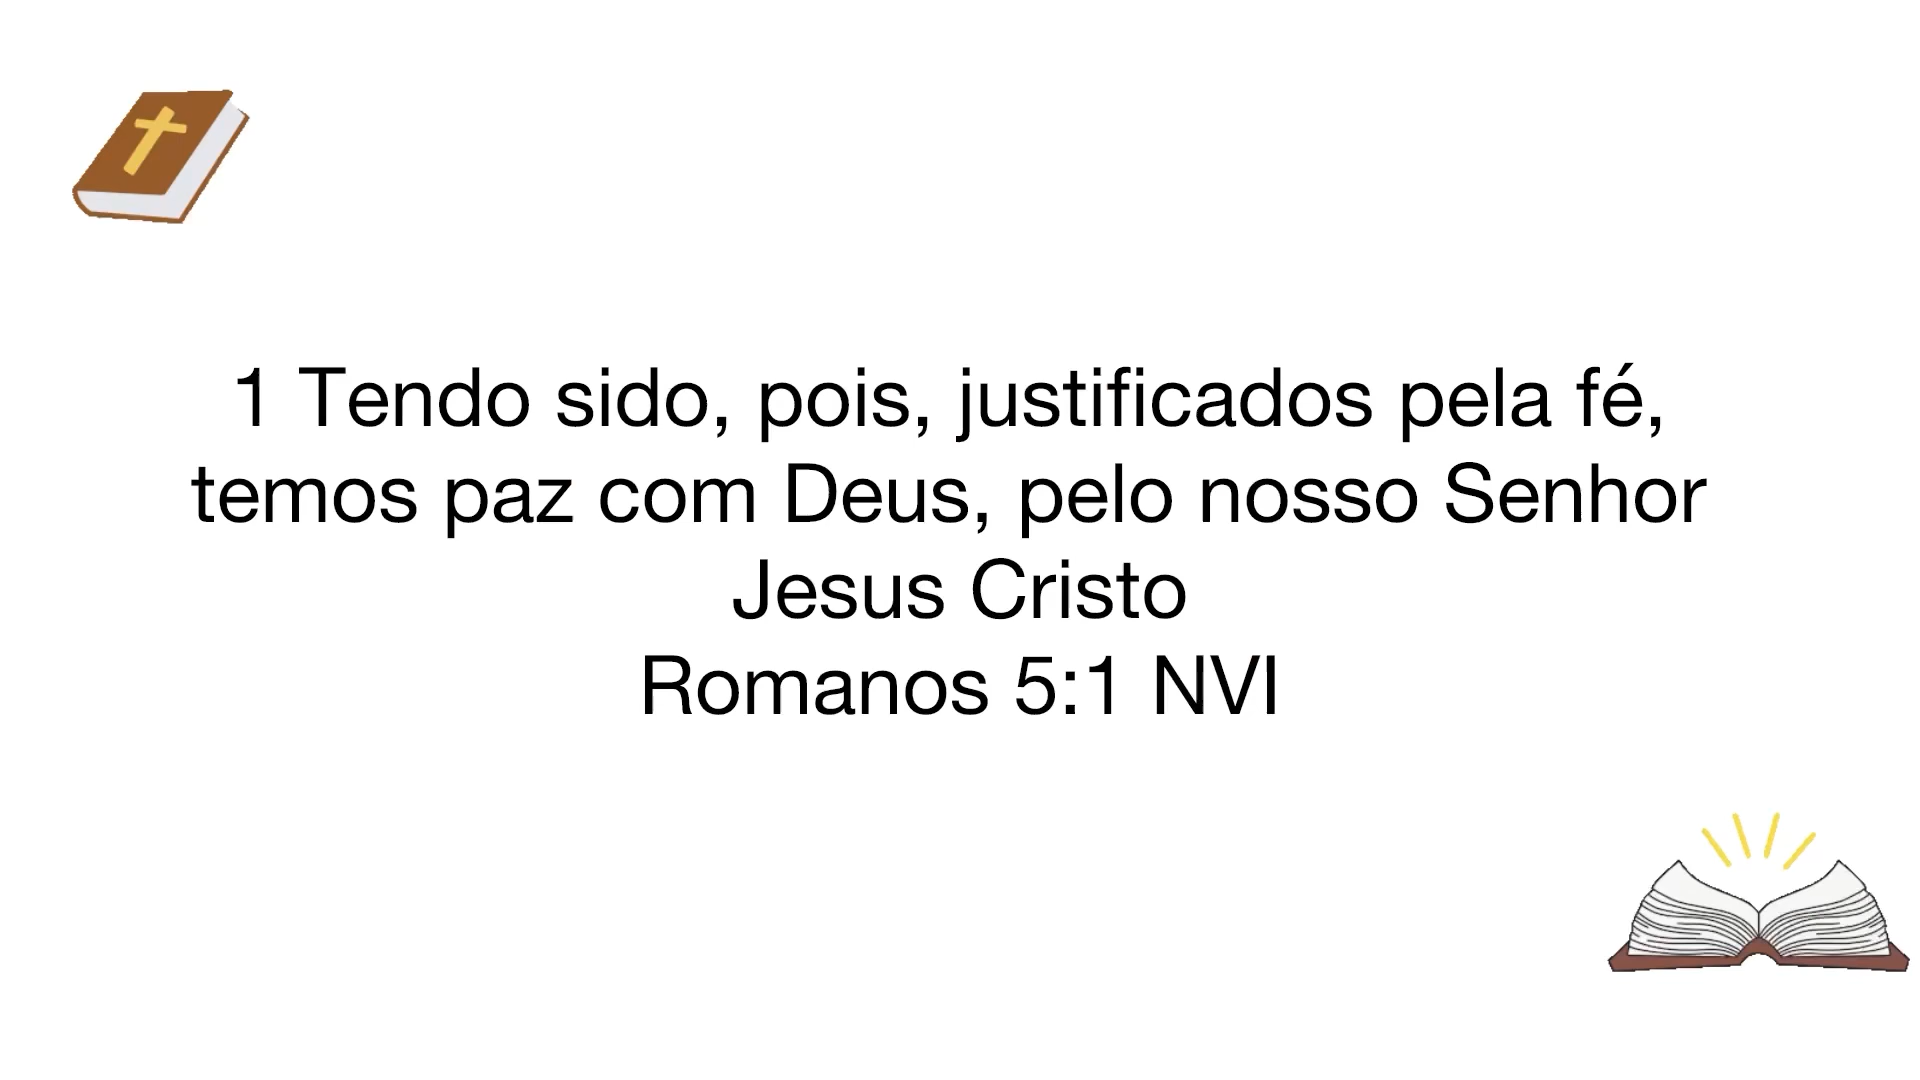 1 Tendo sido, pois, justificados pela fé,
temos paz com Deus, pelo nosso Senhor
Jesus Cristo
Romanos 5:1 NVI